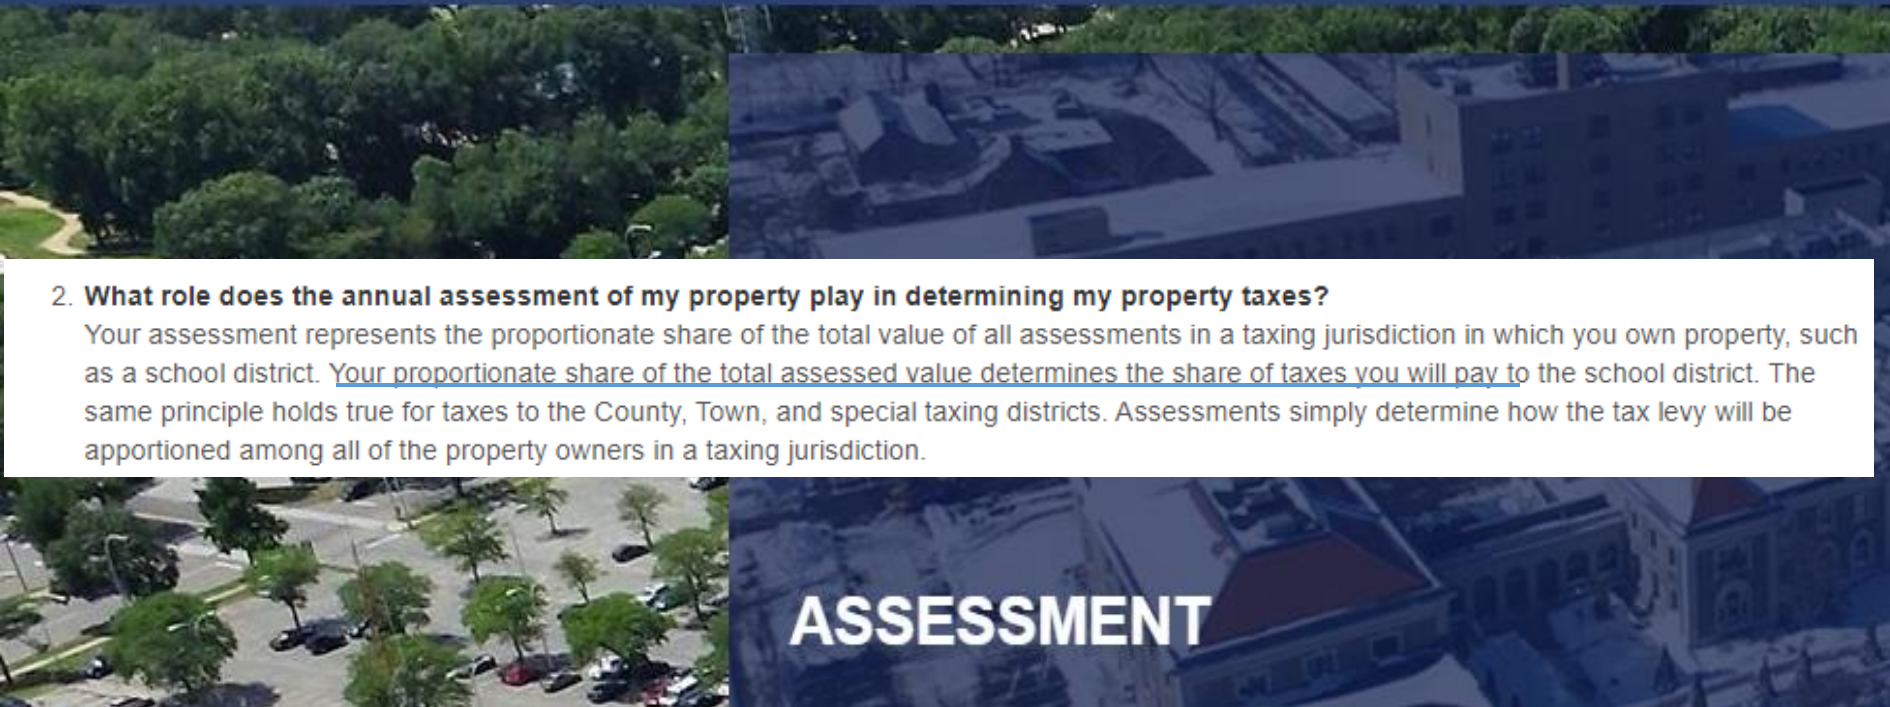 2. What role does the annual assessment of my property play in determining my property taxes?
Your assessment represents the proportionate share of the total value of all assessments in a taxing jurisdiction in which you own property, such
as a school district. Your proportionate share of the total assessed value determines the share of taxes you will pay to the school district. The
same principle holds true for taxes to the County, Town, and special taxing districts. Assessments simply determine how the tax levy will be
apportioned among all of the property owners in a taxing jurisdiction.
ASSESSMENT